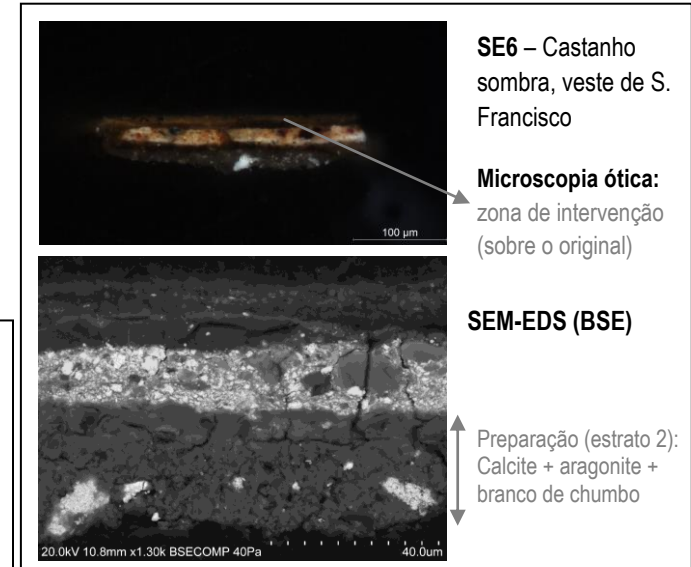 SE6 – Castanho
sombra, veste de S.
Francisco
100 µm
Microscopia ótica:
zona de intervenção
(sobre o original)
SEM-EDS (BSE)
Preparação (estrato 2):
Calcite + aragonite +
branco de chumbo
20.0kV 10.8mm x1.30k BSECOMP 40Pa
40.0um